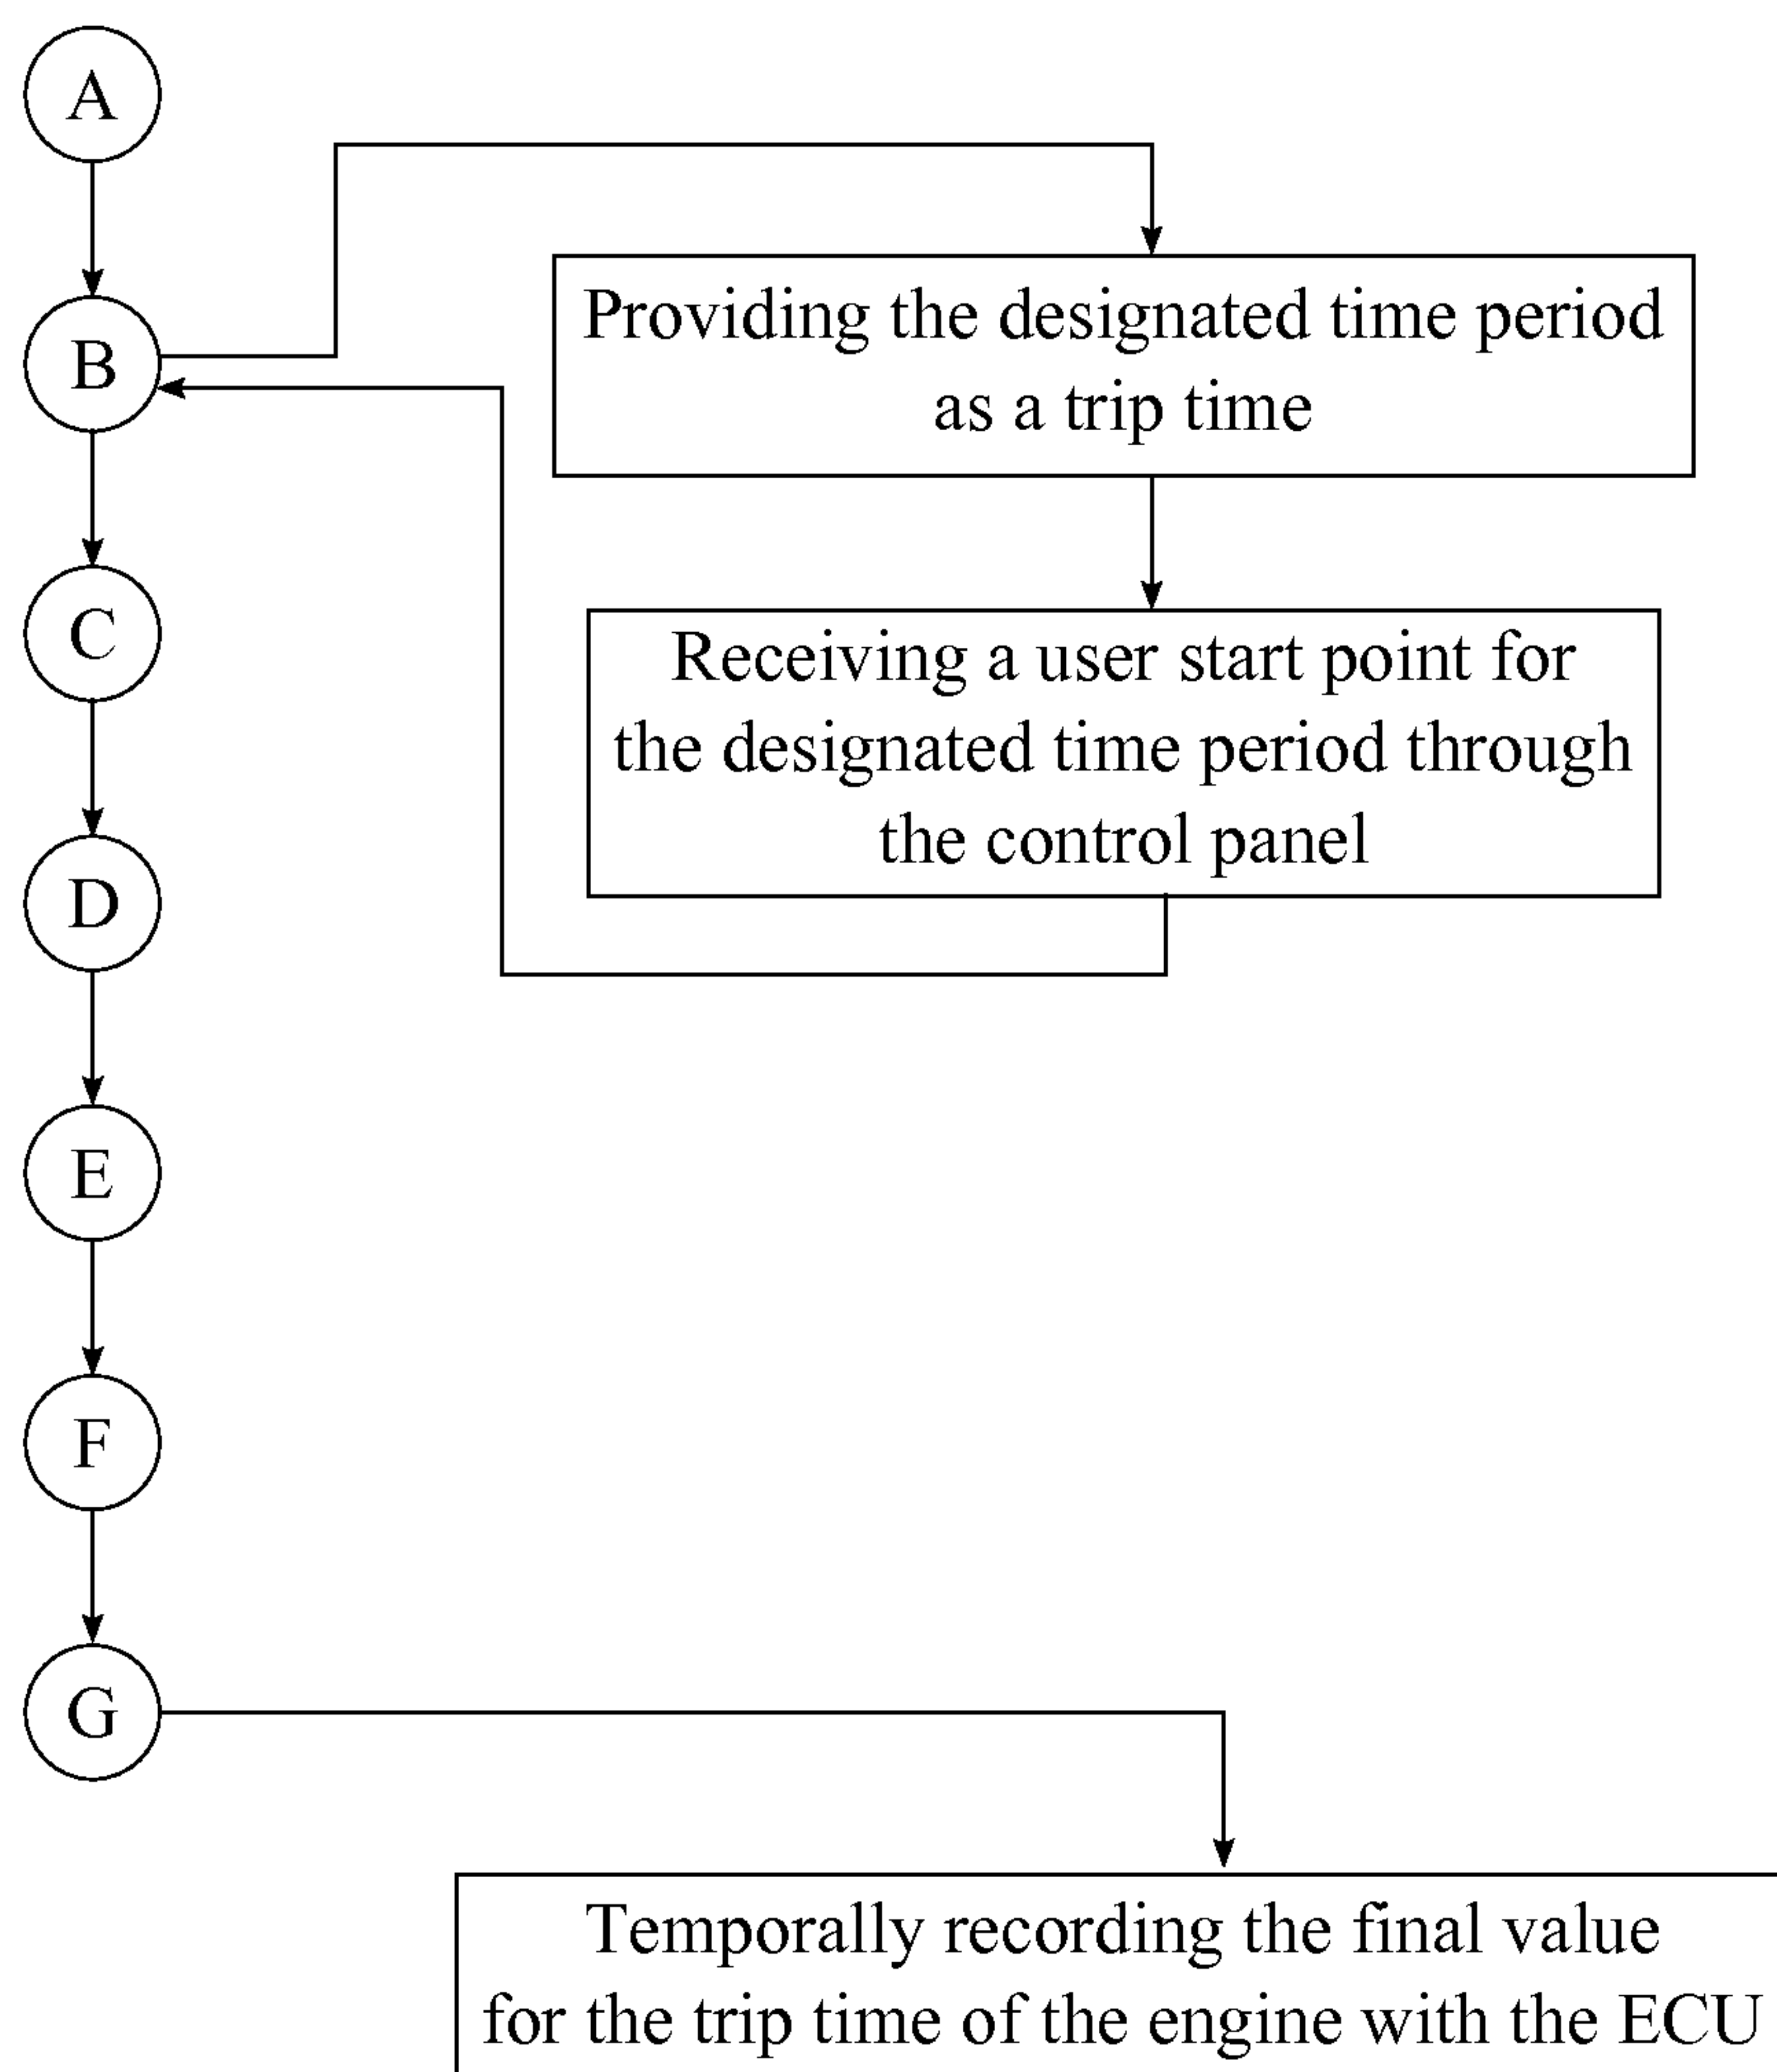 A
B
Providing the designated time period
as a trip time
C
Receiving a user start point for
the designated time period through
the control panel
D
E
F
G
Temporally recording the final value
for the trip time of the engine with the ECU